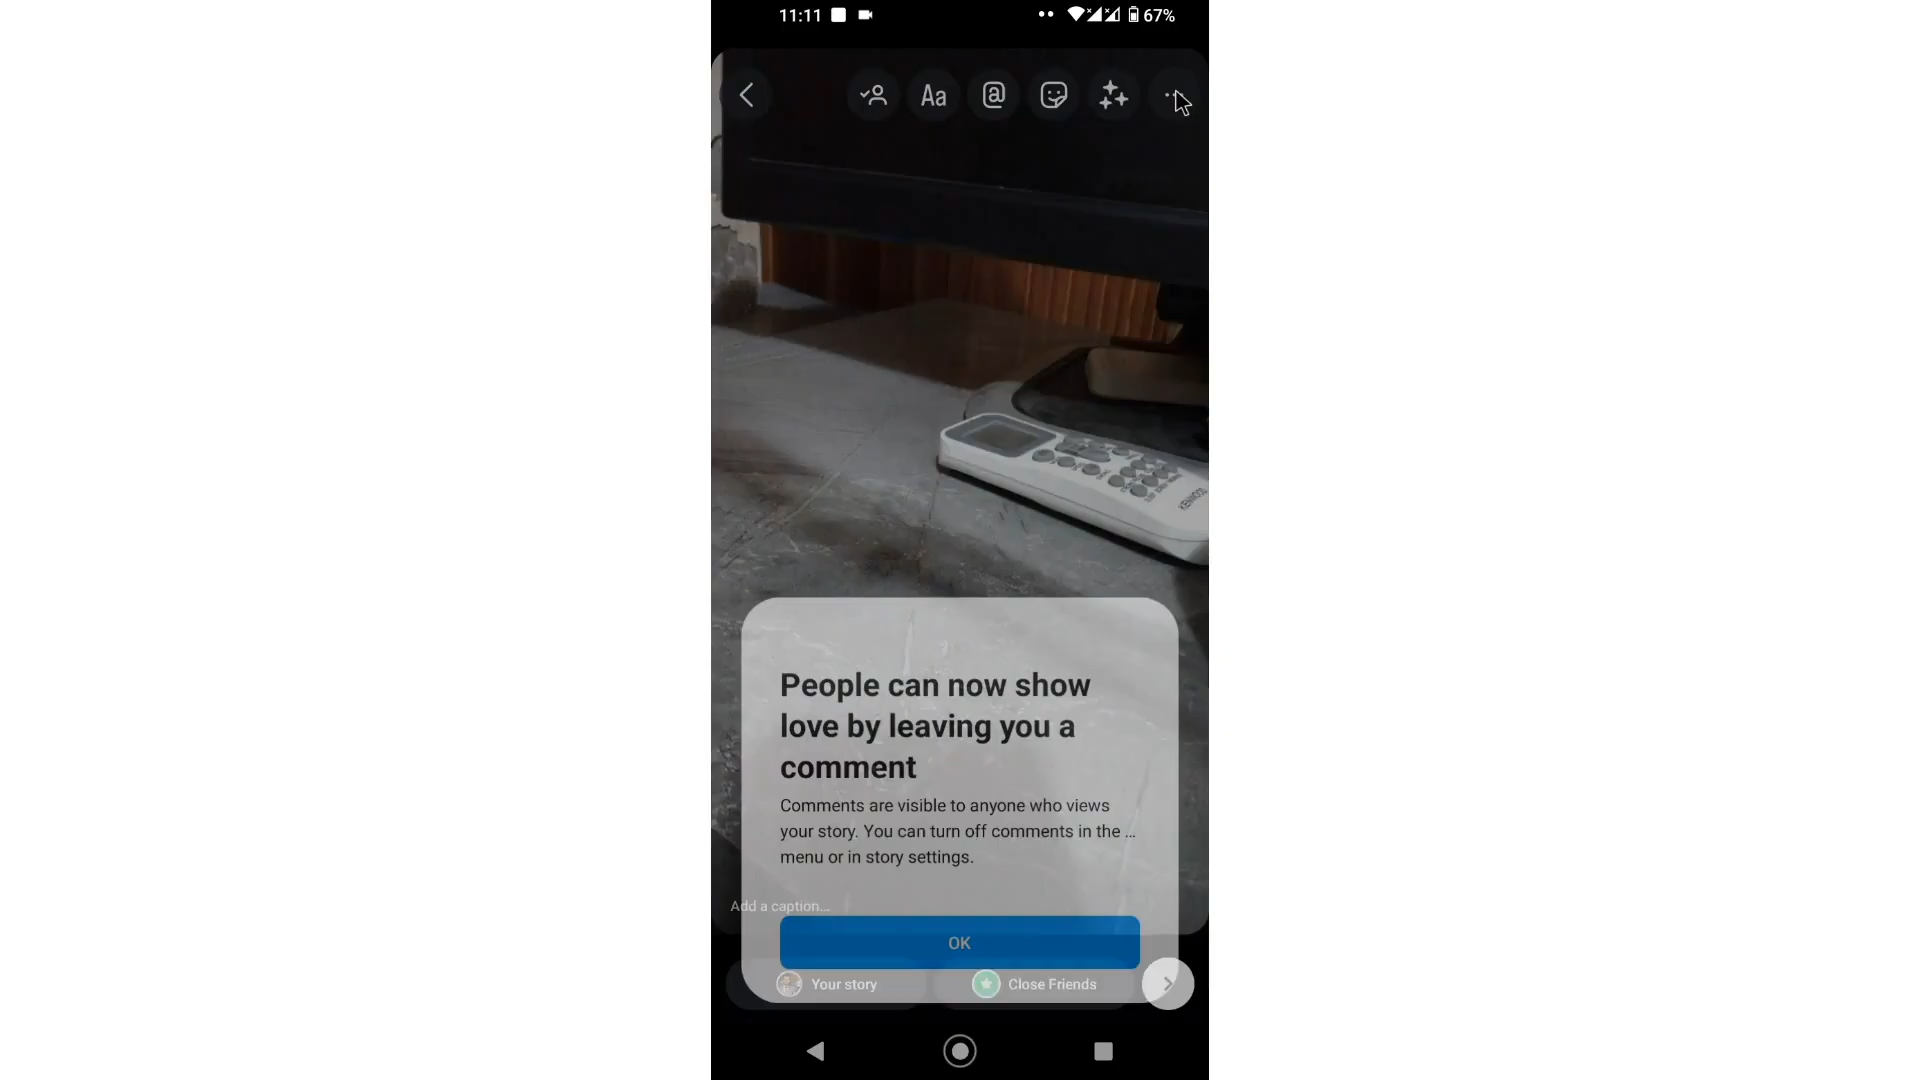 11:11 67%
Aa @
KENWOOD
People can now show
love by leaving you a
comment
Comments are visible to anyone who views
your story. You can turn off comments in the ...
menu or in story settings.
Add a caption...
OK
Your story Close Friends